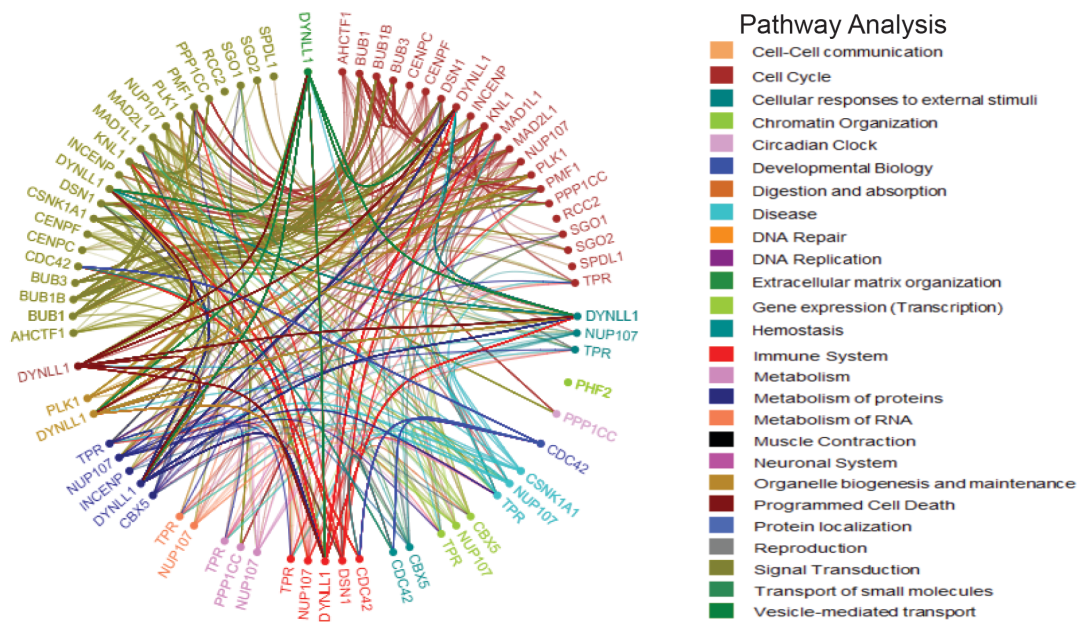 Pathway Analysis
Cell-Cell communication
Cell Cycle
Cellular responses to external stimuli
Chromatin Organization
Circadian Clock
Developmental Biology
Digestion and absorption
Disease
DNA Repair
DNA Replication
Extracellular matrix organization
Gene expression (Transcription)
Hemostasis
Immune System
Metabolism
Metabolism of proteins
Metabolism of RNA
Muscle Contraction
Neuronal System
Organelle biogenesis and maintenance
Programmed Cell Death
Protein localization
Reproduction
Signal Transduction
Transport of small molecules
Vesicle-mediated transport
DYNLL1
AHCTF1
BUB1
BUB1B
BUB3
CENPC
CENPF
DSN1
DYNLL1
INCENP
KNL1
MAD1L1
MAD2L1
NUP107
PLK1
PMF1
PPP1CC
RCC2
SGO1
SGO2
SPDL1
TPR
DYNLL1
NUP107
TPR
PHF2
PPP1CC
CDC42
CSNK1A1
NUP107
TPR
CBX5
NUP107
TPR
CBX5
CDC42
CDC42
DSN1
DYNLL1
NUP107
TPR
NUP107
PPP1CC
TPR
NUP107
TPR
CBX5
DYNLL1
INCENP
NUP107
TPR
DYNLL1
PLK1
DYNLL1
AHCTF1
BUB1
BUB1B
BUB3
CDC42
CENPC
CENPF
CSNK1A1
DSN1
DYNLL1
INCENP
KNL1
MAD1L1
MAD2L1
NUP107
PLK1
PMF1
PPP1CC
RCC2
SGO1
SGO2
SPDL1